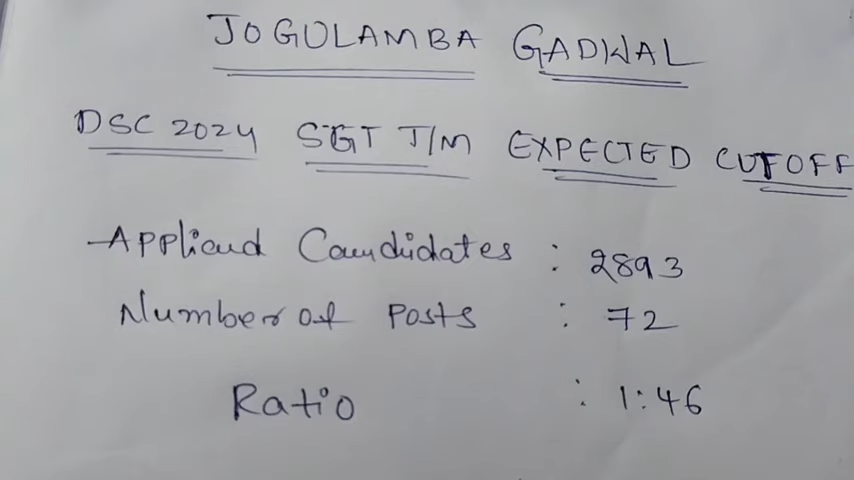 JOGULAMBA GADWAL
DSC 2024 SGT T/M EXPECTED CUTOFF
Applied Candidates : 2893
Number of Posts : 72
Ratio : 1:46